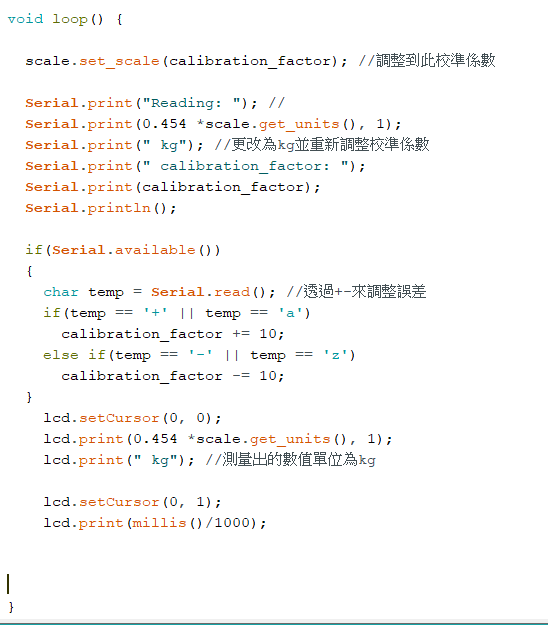 void loop() {
scale.set_scale(calibration_factor); //調整到此校準係數
Serial.print("Reading: "); //
Serial.print(0.454 *scale.get_units(), 1);
Serial.print(" kg"); //更改為kg並重新調整校準係數
Serial.print(" calibration_factor: ");
Serial.print(calibration_factor);
Serial.println();
if(Serial.available())
{
char temp = Serial.read(); //透過+-來調整誤差
if(temp == '+' || temp == 'a')
calibration_factor += 10;
else if(temp == '-' || temp == 'z')
calibration_factor -= 10;
}
lcd.setCursor(0, 0);
lcd.print(0.454 *scale.get_units(), 1);
lcd.print(" kg"); //測量出的數值單位為kg
lcd.setCursor(0, 1);
lcd.print(millis()/1000);
}